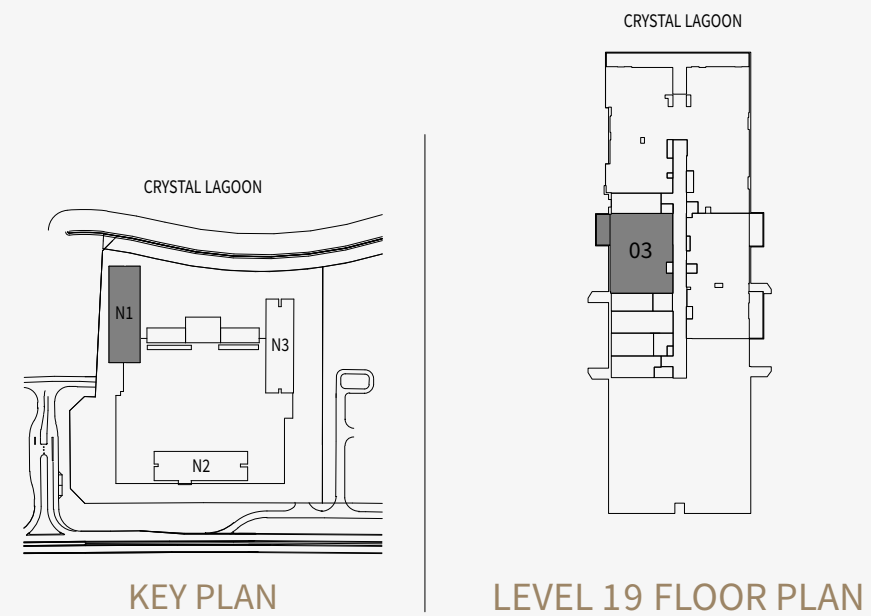 CRYSTAL LAGOON
N1
N3
N2
KEY PLAN
CRYSTAL LAGOON
03
LEVEL 19 FLOOR PLAN